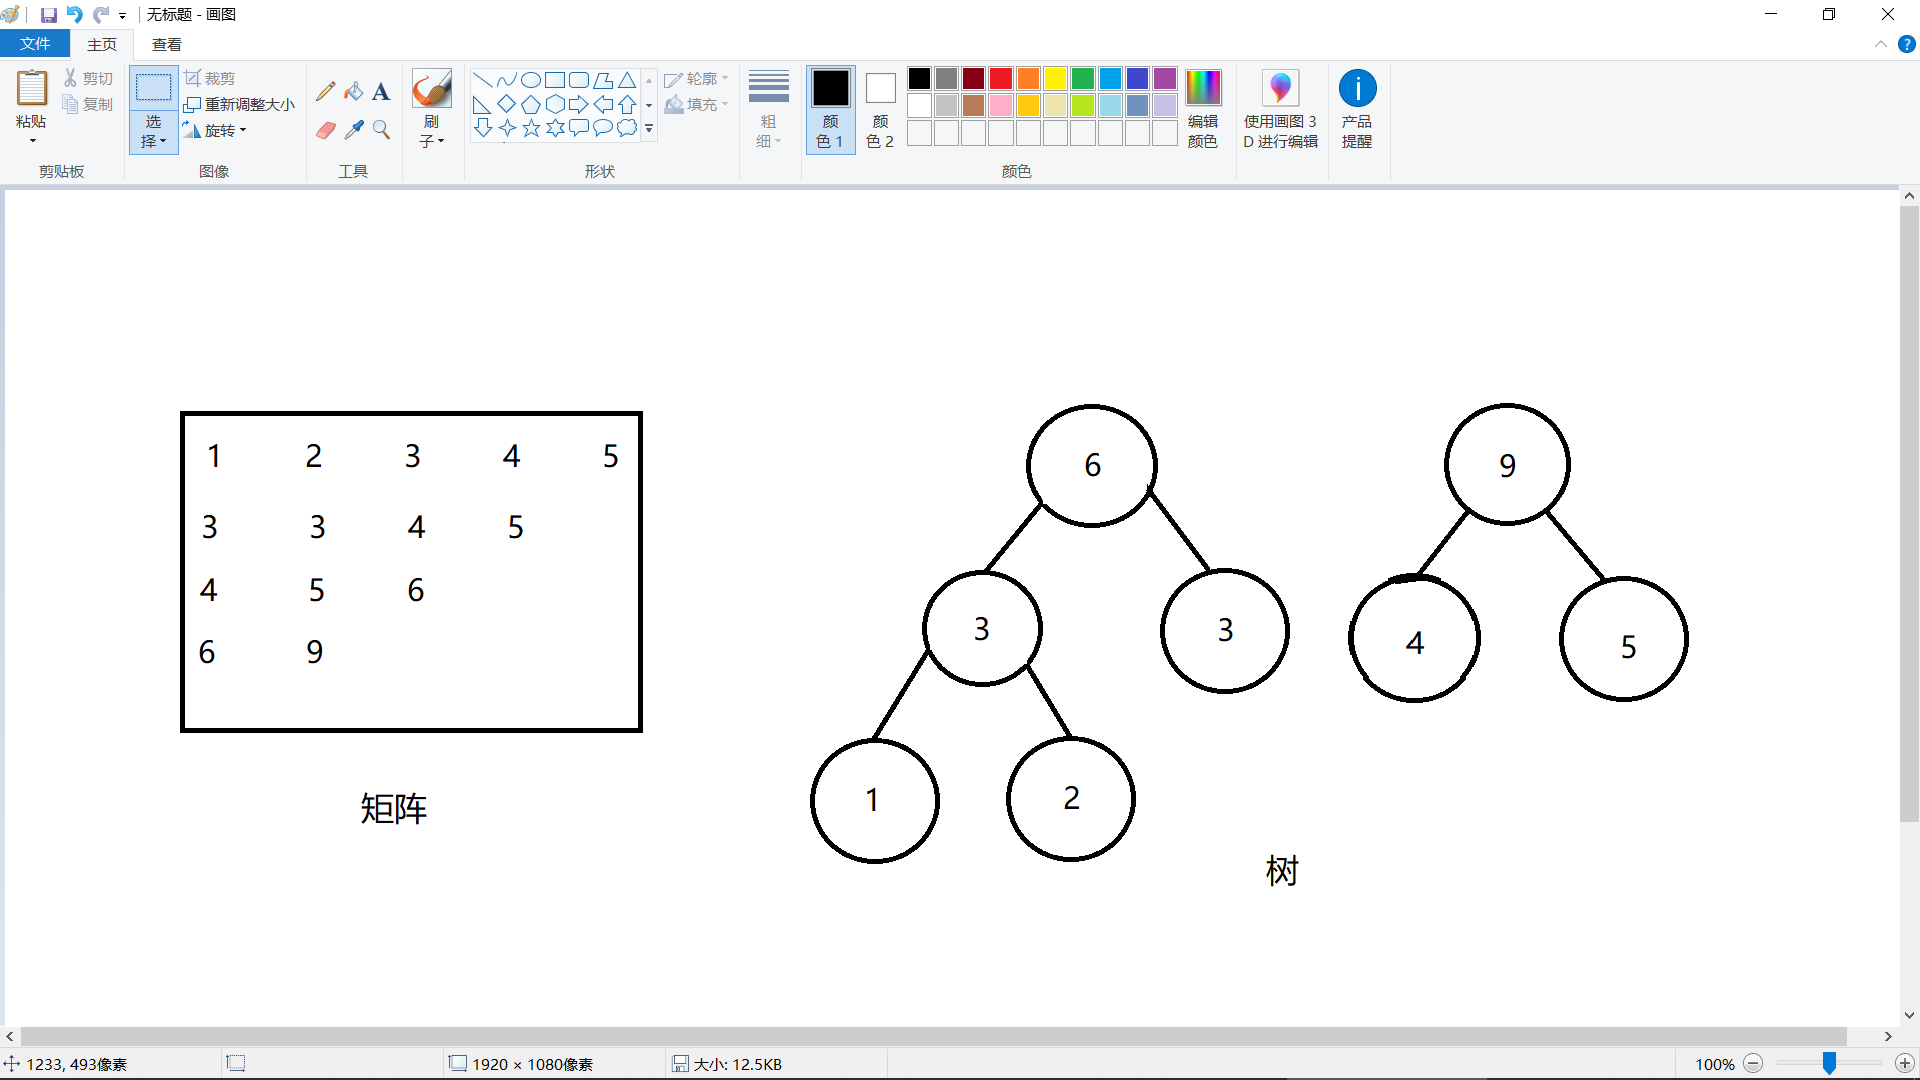 无标题 - 画图
文件 主页 查看
粘贴
剪切
复制
剪贴板
选择
裁剪
重新调整大小
旋转
图像
A
工具
刷子
形状
轮廓
填充
粗细
颜色 1
颜色 2
编辑颜色
颜色
使用画图 3D 进行编辑
产品提醒
1 2 3 4 5
3 3 4 5
4 5 6
6 9
矩阵
6
3 3
1 2
9
4 5
树
1233, 493像素
1920 × 1080像素
大小: 12.5KB
100%